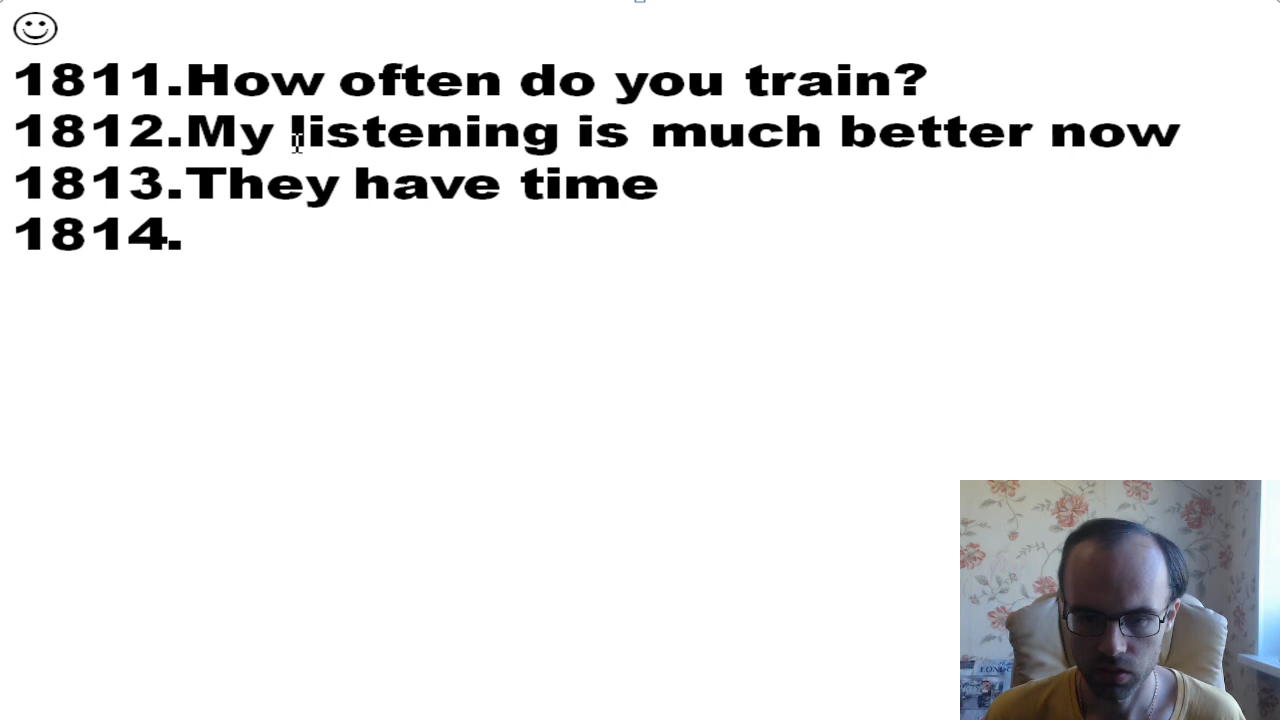 1811.How often do you train?
1812.My listening is much better now
1813.They have time
1814.